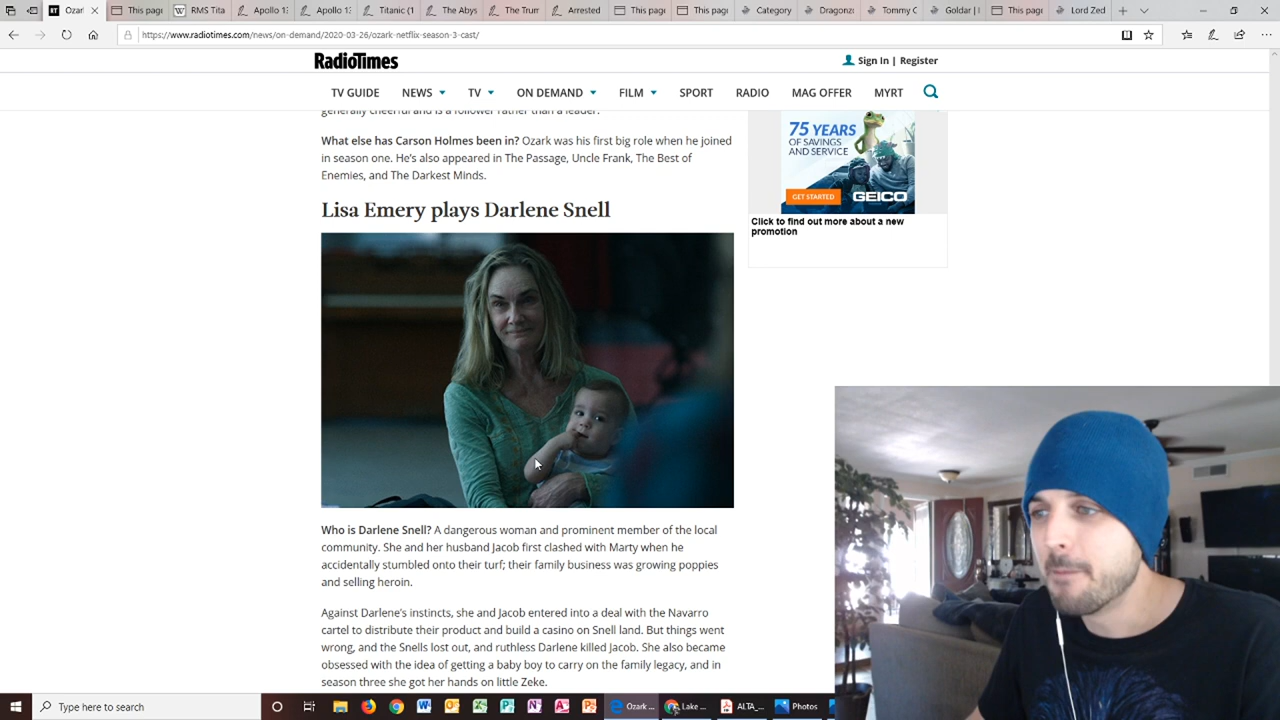 Ozark
This page
RMS Tita
Apollo 13
Apollo 13
Titanic (1
The Abys
The Trum
Arrested
This page
This page
Category
Dragonza
Tommy O
Goldar |
This page
Lord Zed
https://www.radiotimes.com/news/on-demand/2020-03-26/ozark-netflix-season-3-cast/
RadioTimes
Sign In | Register
TV GUIDE NEWS TV ON DEMAND FILM SPORT RADIO MAG OFFER MYRT
generally cheerful and is a follower rather than a leader.
What else has Carson Holmes been in? Ozark was his first big role when he joined
in season one. He's also appeared in The Passage, Uncle Frank, The Best of
Enemies, and The Darkest Minds.
75 YEARS
OF SAVINGS
AND SERVICE
GET STARTED
GEICO
Click to find out more about a new
promotion
Lisa Emery plays Darlene Snell
Who is Darlene Snell? A dangerous woman and prominent member of the local
community. She and her husband Jacob first clashed with Marty when he
accidentally stumbled onto their turf; their family business was growing poppies
and selling heroin.
Against Darlene's instincts, she and Jacob entered into a deal with the Navarro
cartel to distribute their product and build a casino on Snell land. But things went
wrong, and the Snells lost out, and ruthless Darlene killed Jacob. She also became
obsessed with the idea of getting a baby boy to carry on the family legacy, and in
season three she got her hands on little Zeke.
Type here to search
Ozark ...
Lake ...
ALTA_...
Photos